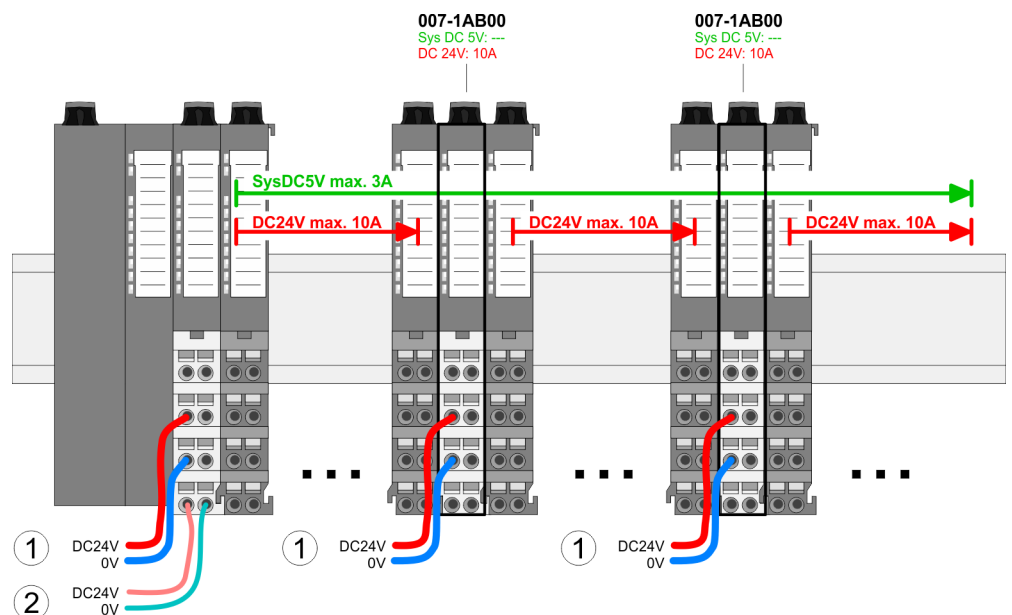 007-1AB00
Sys DC 5V: ---
DC 24V: 10A
007-1AB00
Sys DC 5V: ---
DC 24V: 10A
SysDC5V max. 3A
DC24V max. 10A
DC24V max. 10A
DC24V max. 10A
1
DC24V
0V
1
DC24V
0V
1
DC24V
0V
2
DC24V
0V